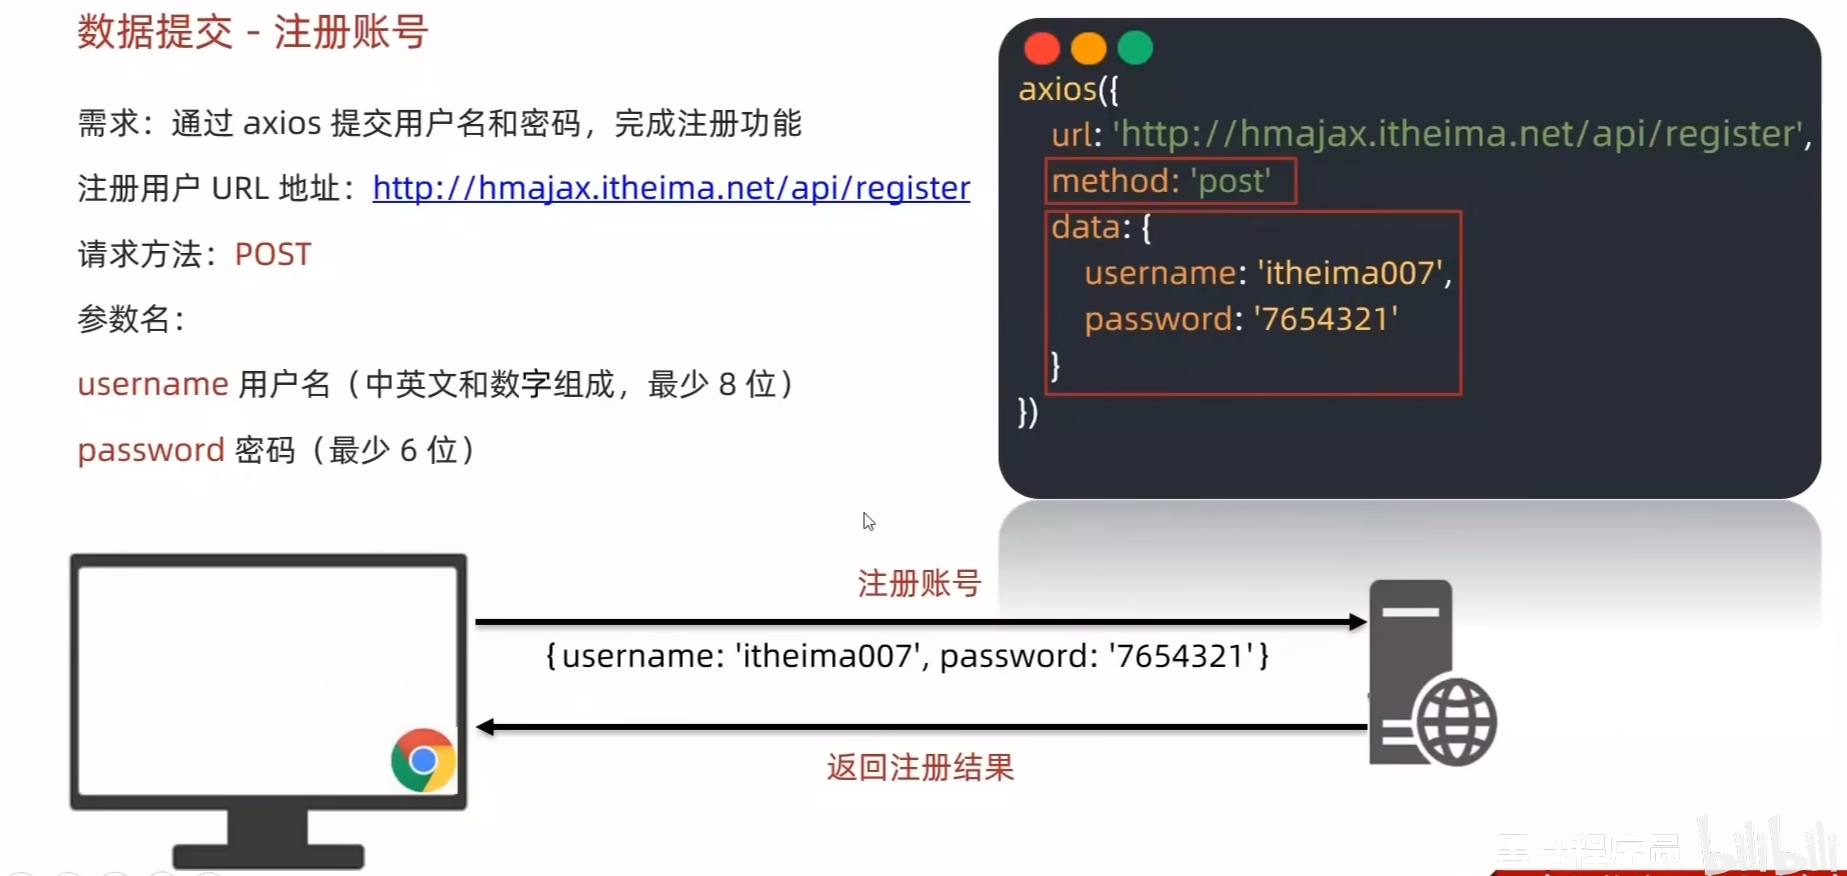 数据提交 - 注册账号
需求：通过 axios 提交用户名和密码，完成注册功能
注册用户 URL 地址：http://hmajax.itheima.net/api/register
请求方法：POST
参数名：
username 用户名（中英文和数字组成，最少 8 位）
password 密码（最少 6 位）
axios({
url: 'http://hmajax.itheima.net/api/register',
method: 'post'
data: {
username: 'itheima007',
password: '7654321'
}
})
注册账号
{username: 'itheima007', password: '7654321'}
返回注册结果
黑马程序员 bilibili